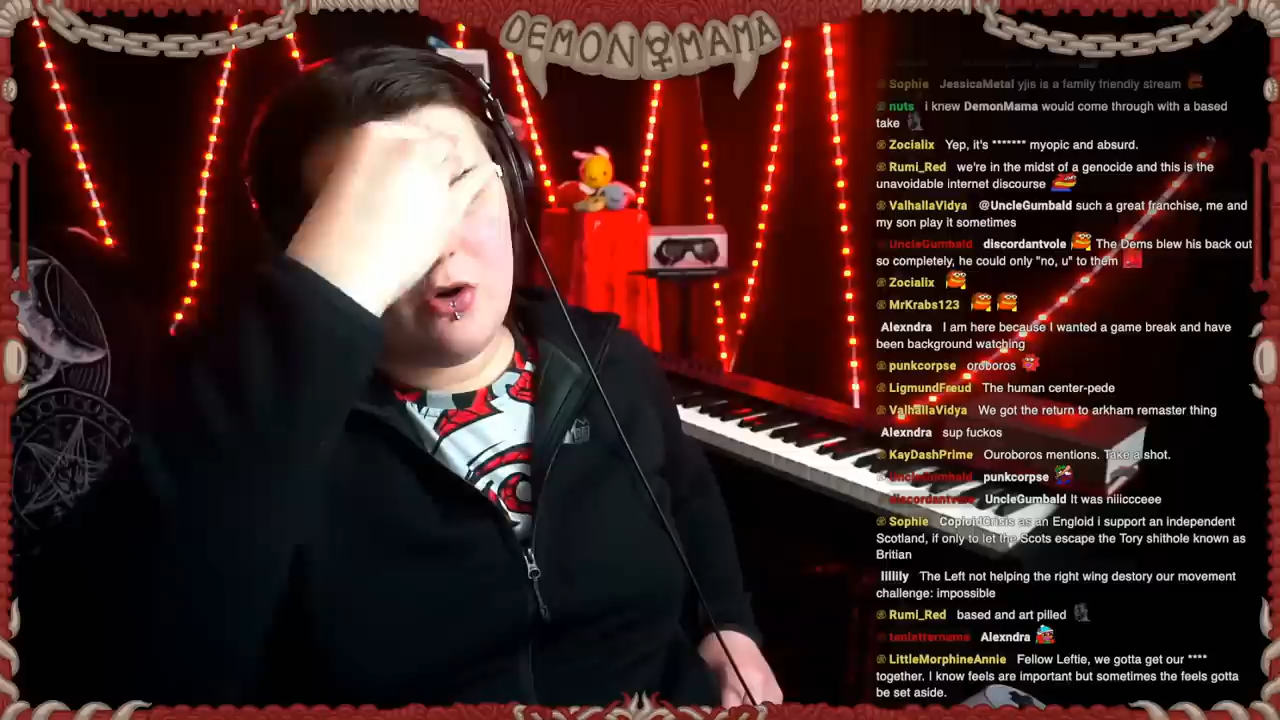 DEMON MAMA
Sophie JessicaMetal yjis is a family friendly stream
nuts i knew DemonMama would come through with a based
take
Zocialix Yep, it's ******* myopic and absurd.
Rumi_Red we're in the midst of a genocide and this is the
unavoidable internet discourse
ValhallaVidya @UncleGumbald such a great franchise, me and
my son play it sometimes
UncleGumbald discordantvole The Dems blew his back out
so completely, he could only "no, u" to them
Zocialix
MrKrabs123
Alexndra I am here because I wanted a game break and have
been background watching
punkcorpse oroboros
LigmundFreud The human center-pede
ValhallaVidya We got the return to arkham remaster thing
Alexndra sup fuckos
KayDashPrime Ouroboros mentions. Take a shot.
UncleGumbald punkcorpse
discordantvole UncleGumbald It was niiiccceee
Sophie CopioidCrisis as an Engloid i support an independent
Scotland, if only to let the Scots escape the Tory shithole known as
Britian
The Left not helping the right wing destory our movement
challenge: impossible
Rumi_Red based and art pilled
tenlettername Alexndra
LittleMorphineAnnie Fellow Leftie, we gotta get our ****
together. I know feels are important but sometimes the feels gotta
be set aside.